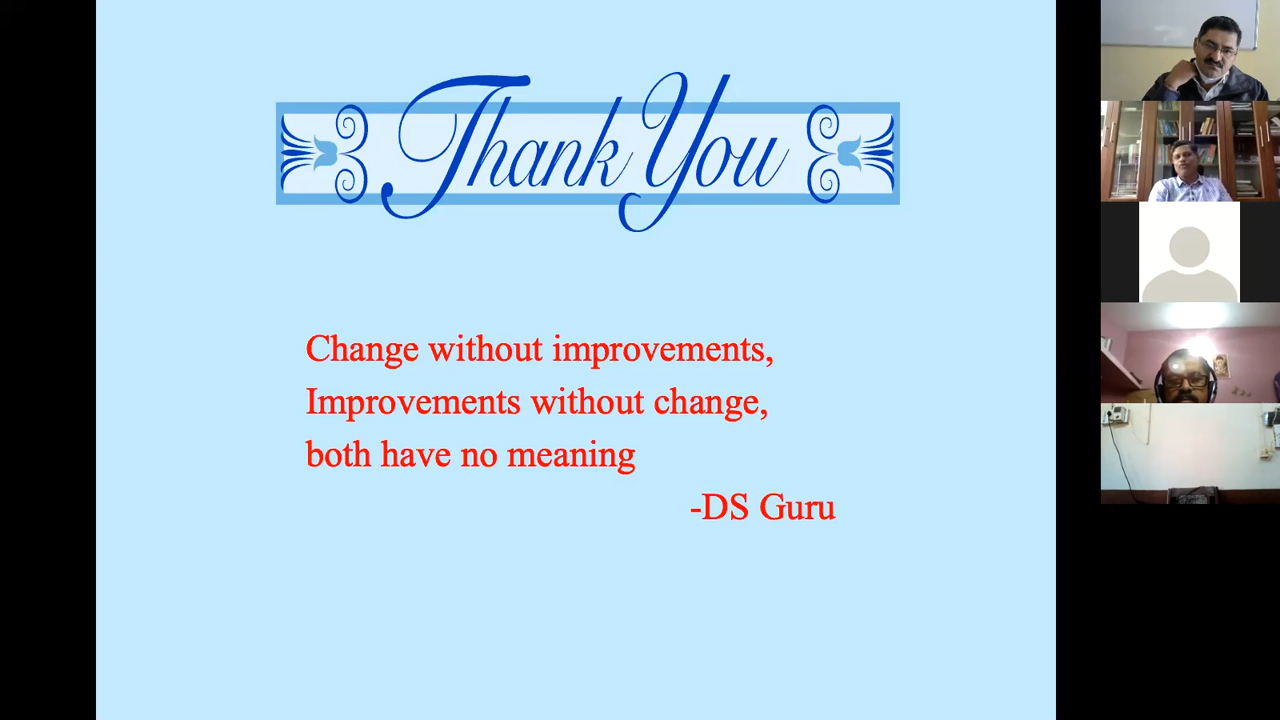 Thank You
Change without improvements,
Improvements without change,
both have no meaning
-DS Guru